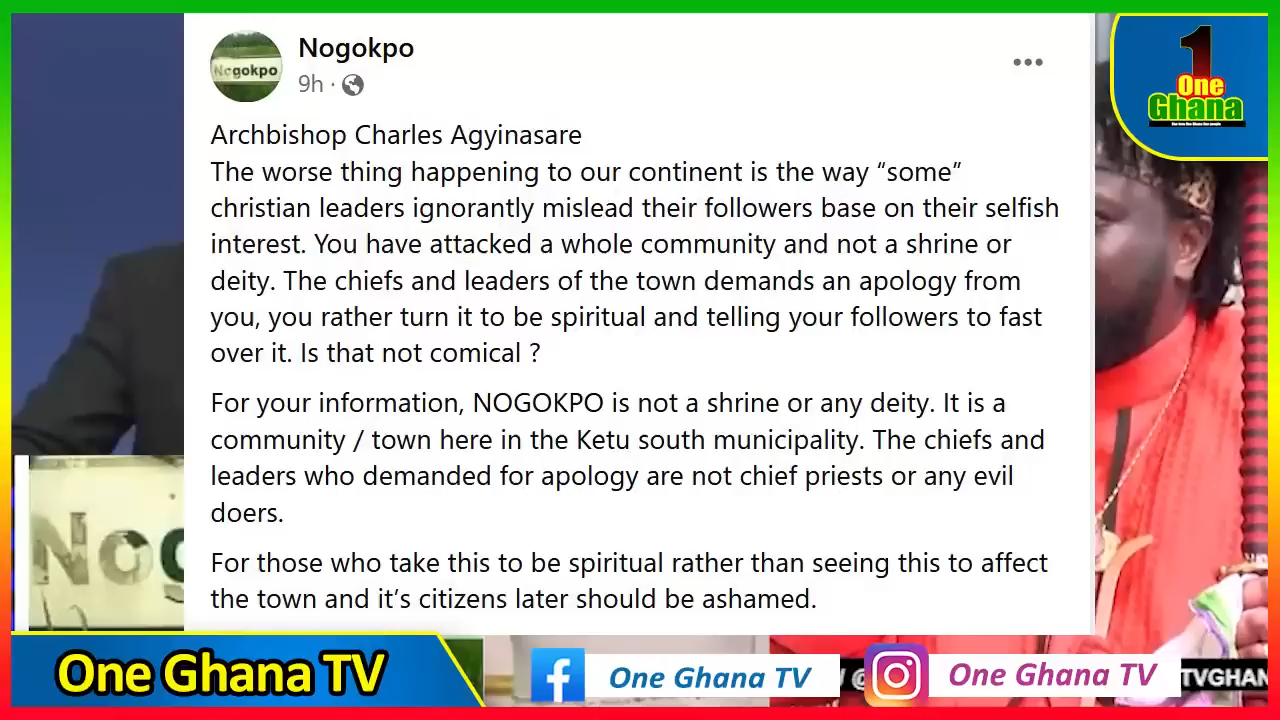 Nogokpo
9h
Nogokpo
Archbishop Charles Agyinasare
The worse thing happening to our continent is the way “some”
christian leaders ignorantly mislead their followers base on their selfish
interest. You have attacked a whole community and not a shrine or
deity. The chiefs and leaders of the town demands an apology from
you, you rather turn it to be spiritual and telling your followers to fast
over it. Is that not comical ?
For your information, NOGOKPO is not a shrine or any deity. It is a
community / town here in the Ketu south municipality. The chiefs and
leaders who demanded for apology are not chief priests or any evil
doers.
For those who take this to be spiritual rather than seeing this to affect
the town and it’s citizens later should be ashamed.
1
One
Ghana
Nog
One Ghana TV
One Ghana TV
One Ghana TV
@
TVGHAN